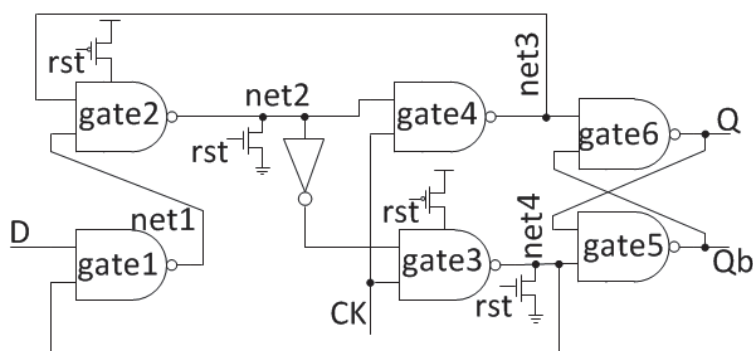 net3
rst
gate2
net2
gate4
gate6
Q
rst
rst
net1
net4
D
gate1
gate3
gate5
Qb
CK
rst